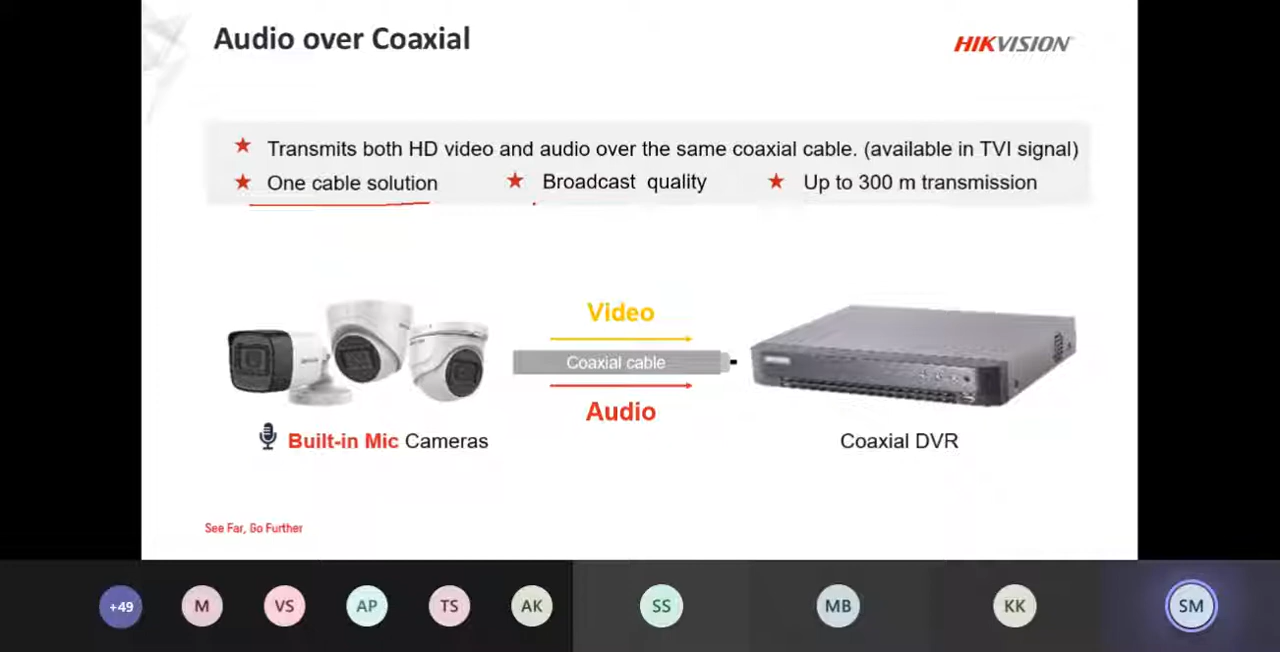 Audio over Coaxial
HIKVISION
Transmits both HD video and audio over the same coaxial cable. (available in TVI signal)
One cable solution
Broadcast quality
Up to 300 m transmission
Video
Coaxial cable
Audio
Built-in Mic Cameras
Coaxial DVR
See Far, Go Further
+49
M
VS
AP
TS
AK
SS
MB
KK
SM